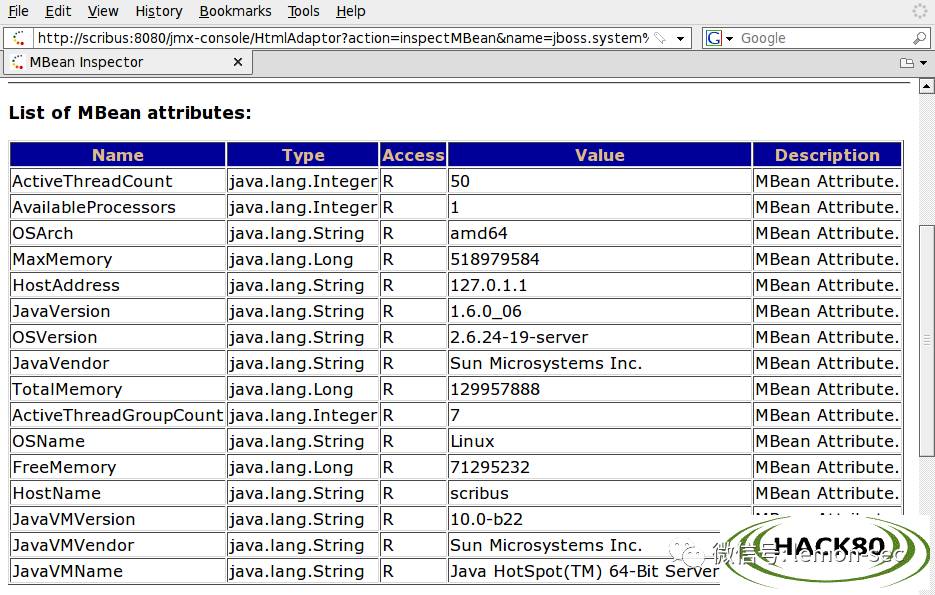 File Edit View History Bookmarks Tools Help
http://scribus:8080/jmx-console/HtmlAdaptor?action=inspectMBean&name=jboss.system% G Google
MBean Inspector
List of MBean attributes:
Name Type Access Value Description
ActiveThreadCount java.lang.Integer R 50 MBean Attribute.
AvailableProcessors java.lang.Integer R 1 MBean Attribute.
OSArch java.lang.String R amd64 MBean Attribute.
MaxMemory java.lang.Long R 518979584 MBean Attribute.
HostAddress java.lang.String R 127.0.1.1 MBean Attribute.
JavaVersion java.lang.String R 1.6.0_06 MBean Attribute.
OSVersion java.lang.String R 2.6.24-19-server MBean Attribute.
JavaVendor java.lang.String R Sun Microsystems Inc. MBean Attribute.
TotalMemory java.lang.Long R 129957888 MBean Attribute.
ActiveThreadGroupCount java.lang.Integer R 7 MBean Attribute.
OSName java.lang.String R Linux MBean Attribute.
FreeMemory java.lang.Long R 71295232 MBean Attribute.
HostName java.lang.String R scribus MBean Attribute.
JavaVMVersion java.lang.String R 10.0-b22
JavaVMVendor java.lang.String R Sun Microsystems Inc.
微信号: lemon-sec
HACK80
JavaVMName java.lang.String R Java HotSpot(TM) 64-Bit Server